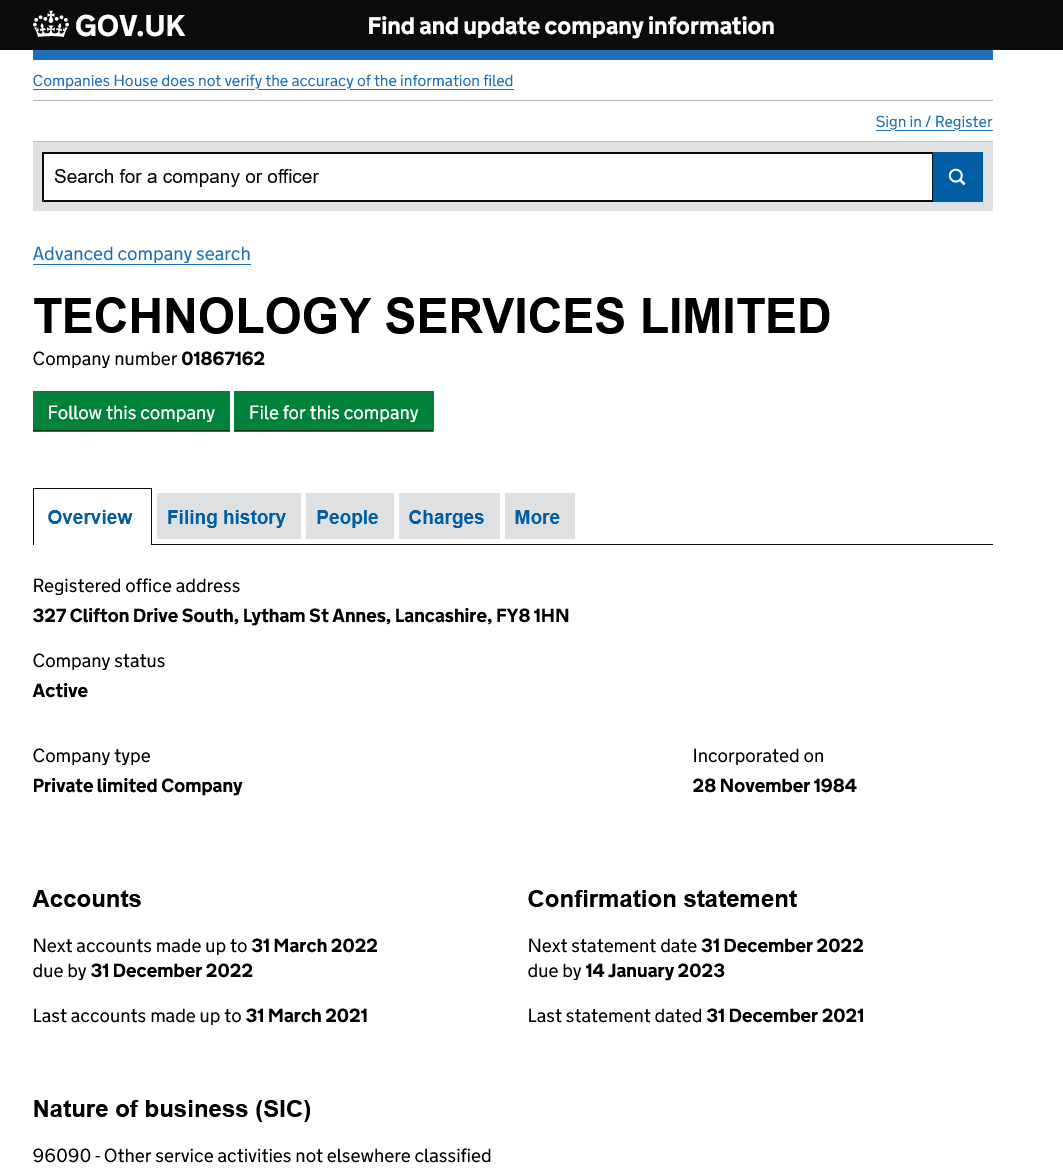 GOV.UK
Find and update company information
Companies House does not verify the accuracy of the information filed
Sign in / Register
Search for a company or officer
Advanced company search
TECHNOLOGY SERVICES LIMITED
Company number 01867162
Follow this company
File for this company
Overview
Filing history
People
Charges
More
Registered office address
327 Clifton Drive South, Lytham St Annes, Lancashire, FY8 1HN
Company status
Active
Company type
Private limited Company
Incorporated on
28 November 1984
Accounts
Next accounts made up to 31 March 2022
due by 31 December 2022
Last accounts made up to 31 March 2021
Confirmation statement
Next statement date 31 December 2022
due by 14 January 2023
Last statement dated 31 December 2021
Nature of business (SIC)
96090 - Other service activities not elsewhere classified